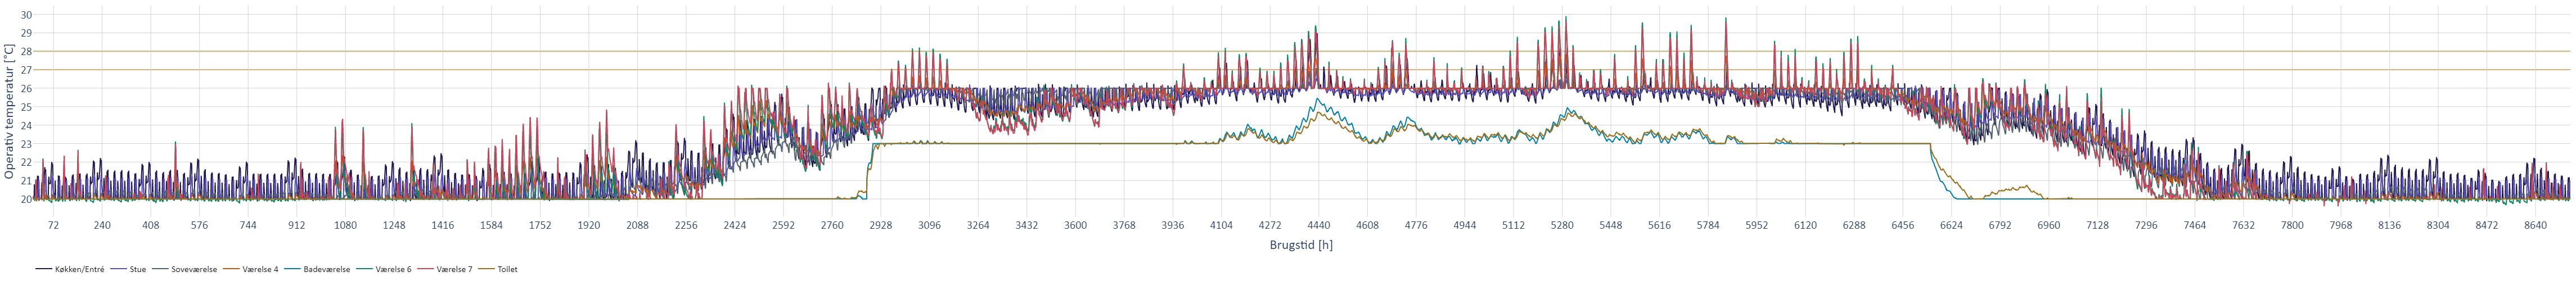 30
29
28
27
26
25
24
23
22
21
20
Operativ temperatur [°C]
72 240 408 576 744 912 1080 1248 1416 1584 1752 1920 2088 2256 2424 2592 2760 2928 3096 3264 3432 3600 3768 3936 4104 4272 4440 4608 4776 4944 5112 5280 5448 5616 5784 5952 6120 6288 6456 6624 6792 6960 7128 7296 7464 7632 7800 7968 8136 8304 8472 8640
Brugstid [h]
Køkken/Entré Stue Soveværelse Værelse 4 Badeværelse Værelse 6 Værelse 7 Toilet